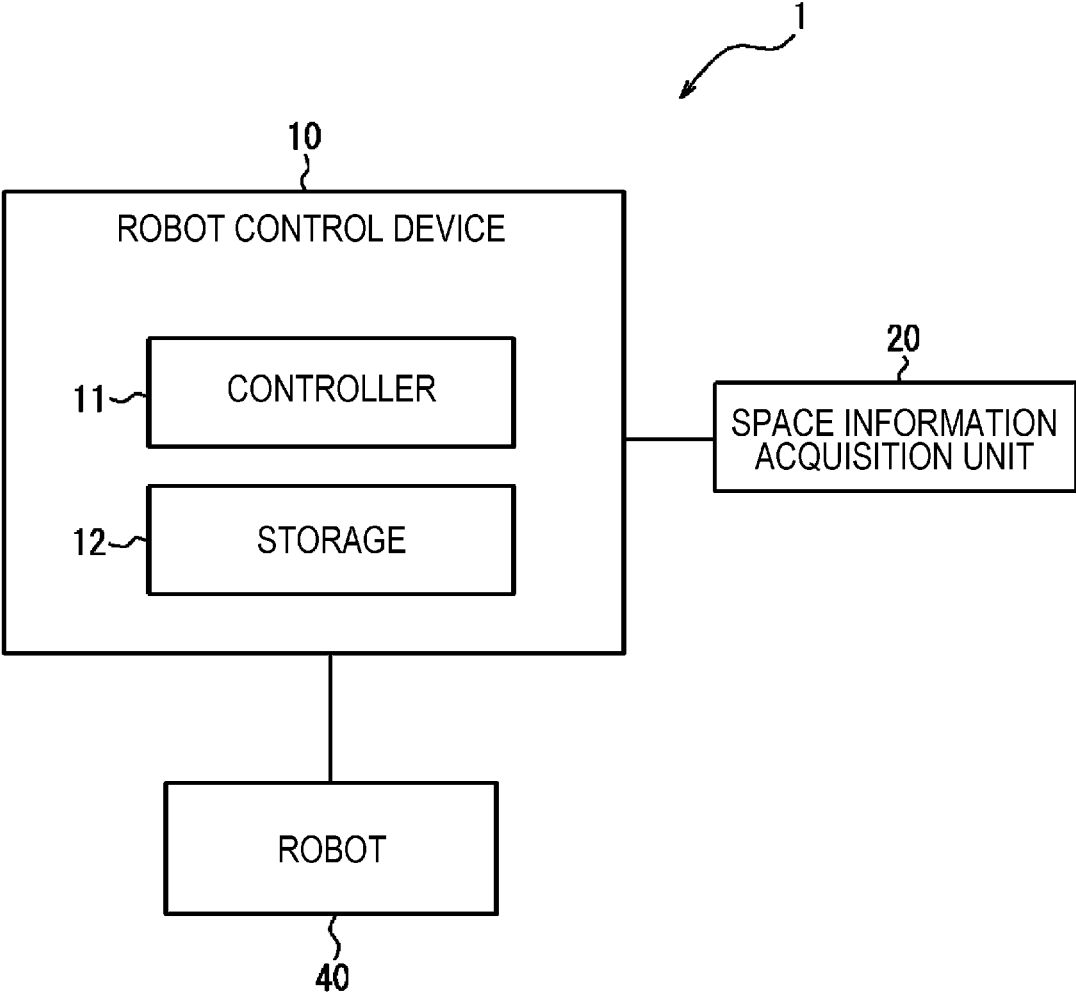 1
10
ROBOT CONTROL DEVICE
11
CONTROLLER
12
STORAGE
20
SPACE INFORMATION
ACQUISITION UNIT
ROBOT
40